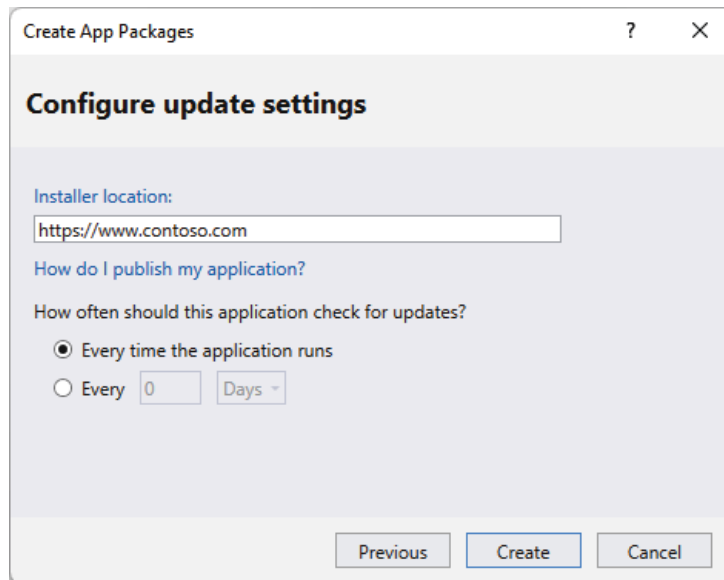 Create App Packages ?
Configure update settings
Installer location:
https://www.contoso.com
How do I publish my application?
How often should this application check for updates?
Every time the application runs
Every 0 Days
Previous Create Cancel